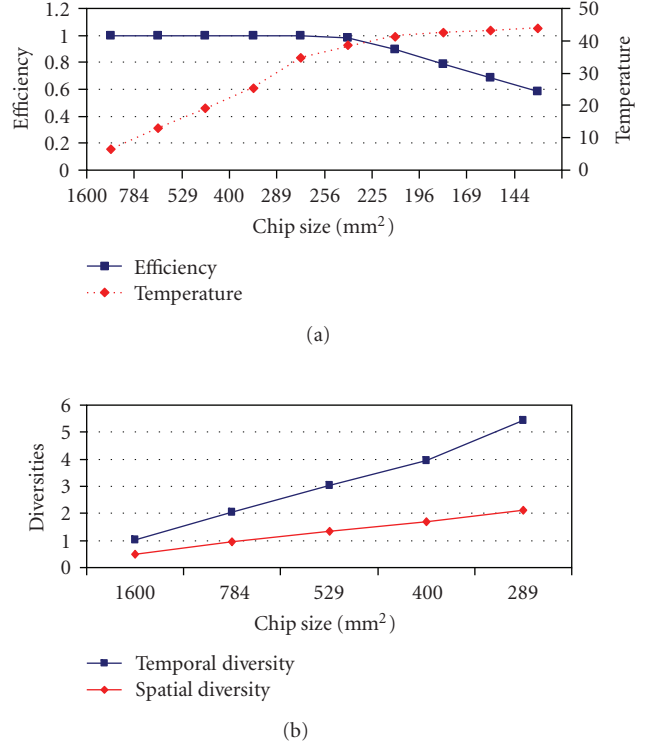 1.2
1
0.8
0.6
0.4
0.2
0
Efficiency
50
40
30
20
10
0
Temperature
1600 784 529 400 289 256 225 196 169 144
Chip size (mm²)
Efficiency
Temperature
(a)
6
5
4
3
2
1
0
Diversities
1600 784 529 400 289
Chip size (mm²)
Temporal diversity
Spatial diversity
(b)